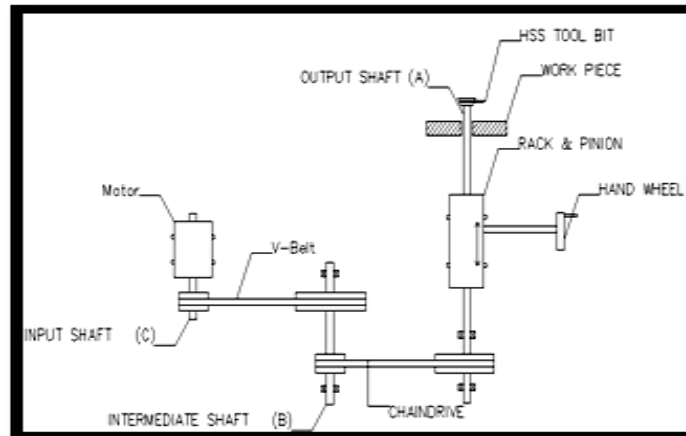 HSS TOOL BIT
OUTPUT SHAFT (A)
WORK PIECE
RACK & PINION
Motor
HAND WHEEL
V-Belt
INPUT SHAFT (C)
INTERMEDIATE SHAFT (B)
CHAINDRIVE